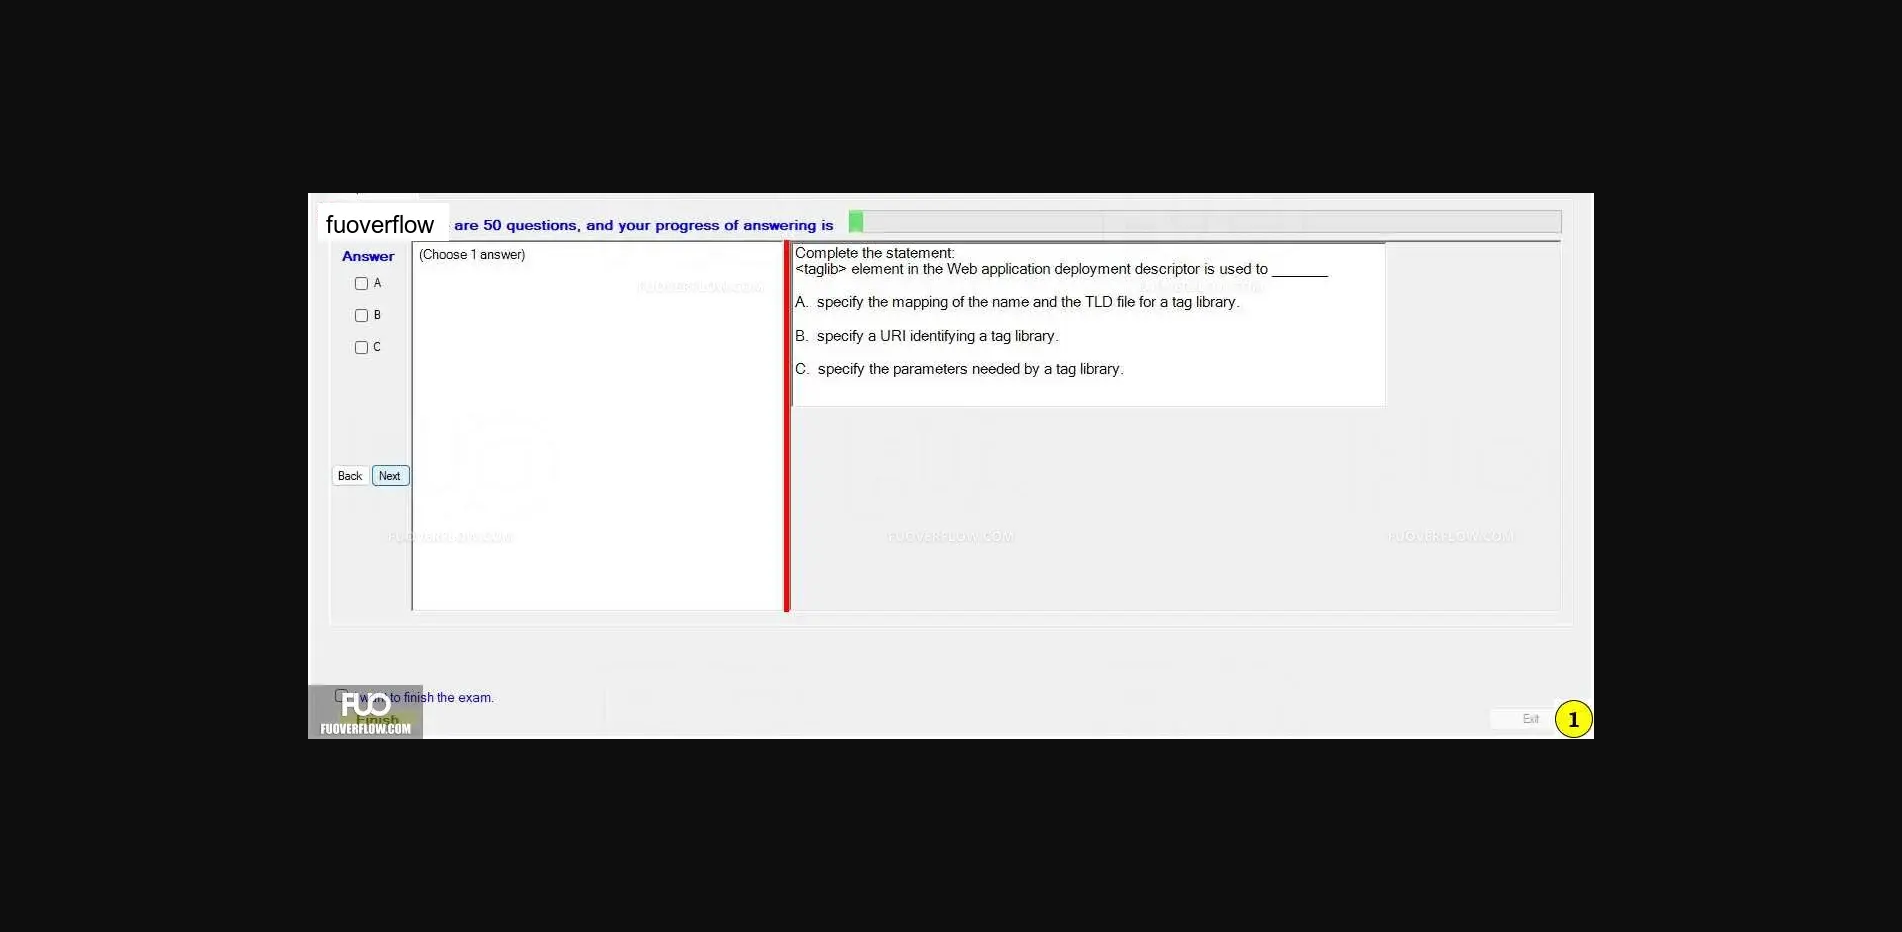 fuoverflow are 50 questions, and your progress of answering is
Answer
A
B
C
Back Next
(Choose 1 answer)
Complete the statement:
<taglib> element in the Web application deployment descriptor is used to _______
A. specify the mapping of the name and the TLD file for a tag library.
B. specify a URI identifying a tag library.
C. specify the parameters needed by a tag library.
FUOVERFLOW.COM
FUOVERFLOW.COM
FUOVERFLOW.COM FUOVERFLOW.COM FUOVERFLOW.COM
I want to finish the exam.
Finish
FUO
FUOVERFLOW.COM
Exit
1